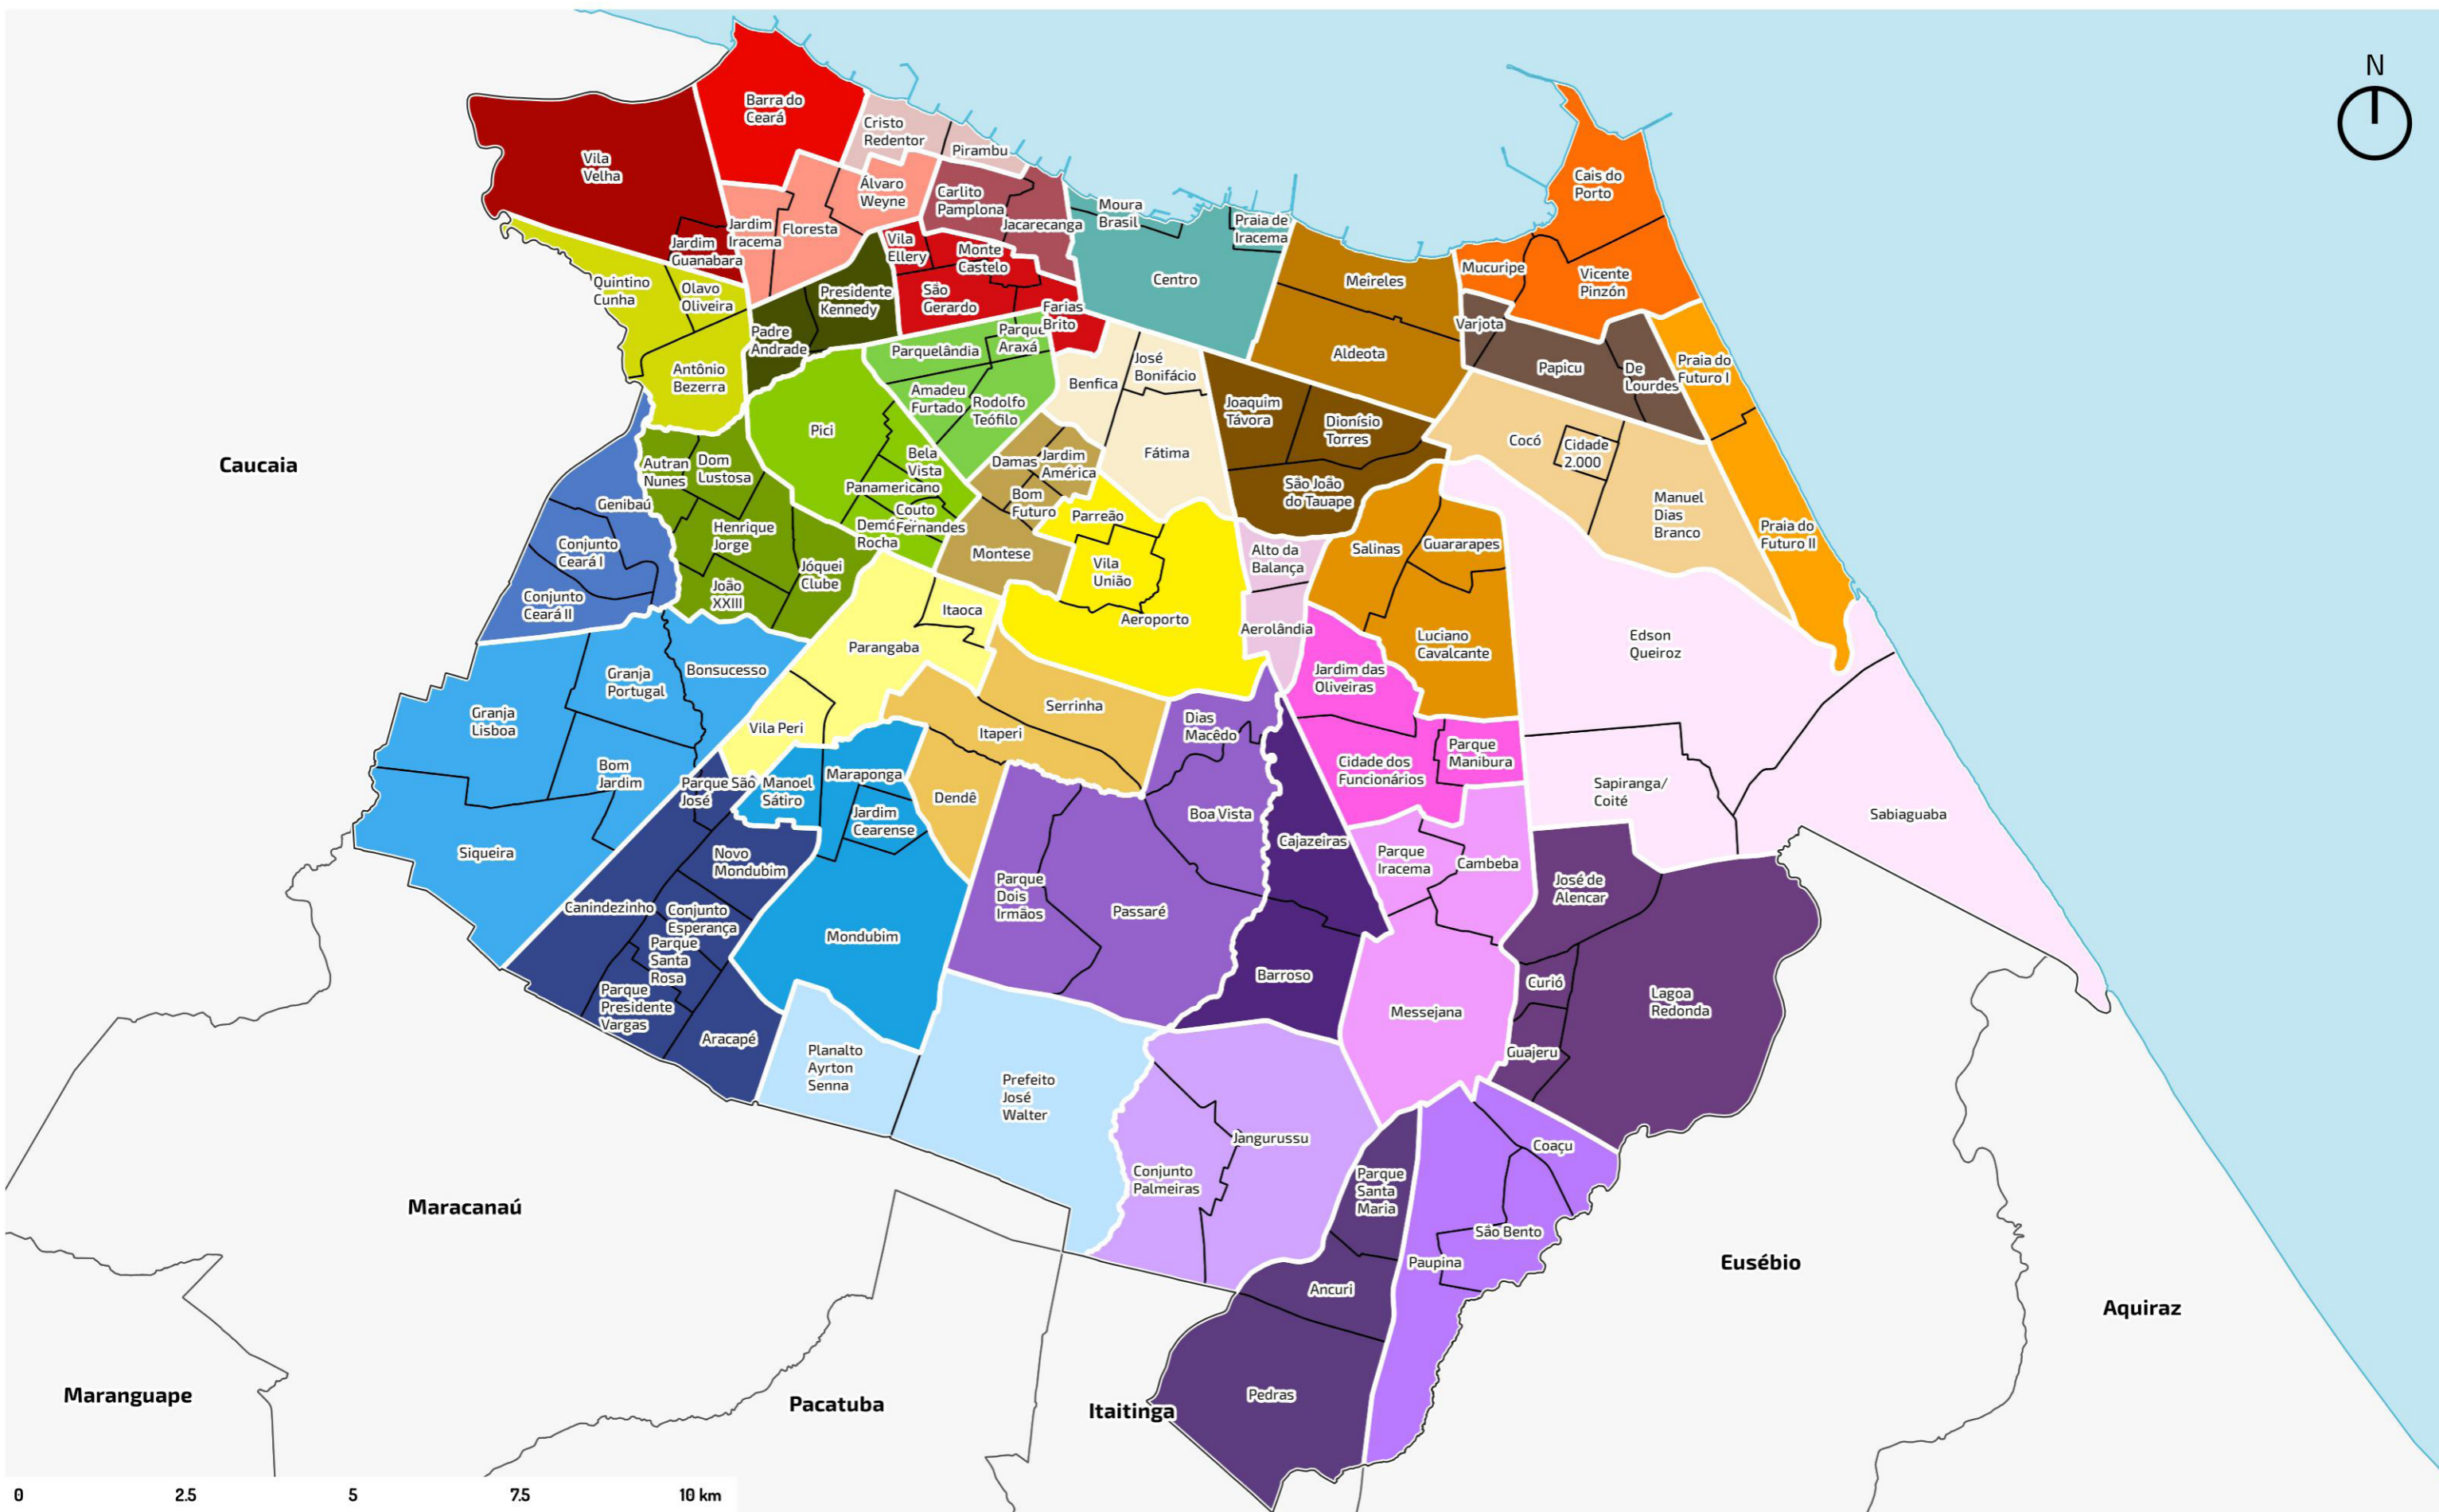 N
Barra do
Ceará
Vila
Velha
Cristo
Redentor
Pirambu
Álvaro
Weyne
Carlito
Pamplona
Jacarecanga
Moura
Brasil
Praia de
Iracema
Cais do
Porto
Jardim
Iracema
Floresta
Jardim
Guanabara
Vila
Ellery
Monte
Castelo
Centro
Meireles
Mucuripe
Vicente
Pinzón
Quintino
Cunha
Olavo
Oliveira
Presidente
Kennedy
São
Gerardo
Farias
Brito
Padre
Andrade
Parquelândia
Parque
Araxá
Varjota
Aldeota
Papicu
De
Lourdes
Praia do
Futuro I
Antônio
Bezerra
Amadeu
Furtado
Rodolfo
Teófilo
Benfica
José
Bonifácio
Joaquim
Távora
Dionísio
Torres
Pici
Cocó
Cidade
2.000
Caucaia
Autran
Nunes
Dom
Lustosa
Bela
Vista
Damas
Jardim
América
Fátima
Panamericano
Genibaú
Bom
Futuro
São João
do Tauape
Manuel
Dias
Branco
Couto
Fernandes
Demó
Rocha
Henrique
Jorge
Parreão
Praia do
Futuro II
Conjunto
Ceará I
Montese
Vila
União
Alto da
Balança
Salinas
Guararapes
Jóquei
Clube
João
XXIII
Conjunto
Ceará II
Itaoca
Aeroporto
Aerolândia
Parangaba
Luciano
Cavalcante
Edson
Queiroz
Granja
Portugal
Bonsucesso
Jardim das
Oliveiras
Granja
Lisboa
Vila Peri
Serrinha
Itaperi
Dias
Macêdo
Parque
Manibura
Cidade dos
Funcionários
Bom
Jardim
Parque São
José
Manoel
Sátiro
Maraponga
Jardim
Cearense
Dendê
Boa Vista
Cajazeiras
Sapiranga/
Coité
Sabiaguaba
Siqueira
Novo
Mondubim
Parque
Iracema
Cambeba
Parque
Dois
Irmãos
Passaré
José de
Alencar
Canindezinho
Conjunto
Esperança
Mondubim
Parque
Santa
Rosa
Barroso
Curió
Lagoa
Redonda
Parque
Presidente
Vargas
Messejana
Aracapé
Guajeru
Planalto
Ayrton
Senna
Prefeito
José
Walter
Jangurussu
Coaçu
Conjunto
Palmeiras
Parque
Santa
Maria
Maracanaú
São Bento
Paupina
Eusébio
Ancuri
Aquiraz
Maranguape
Pacatuba
Itaitinga
Pedras
0 2.5 5 7.5 10 km